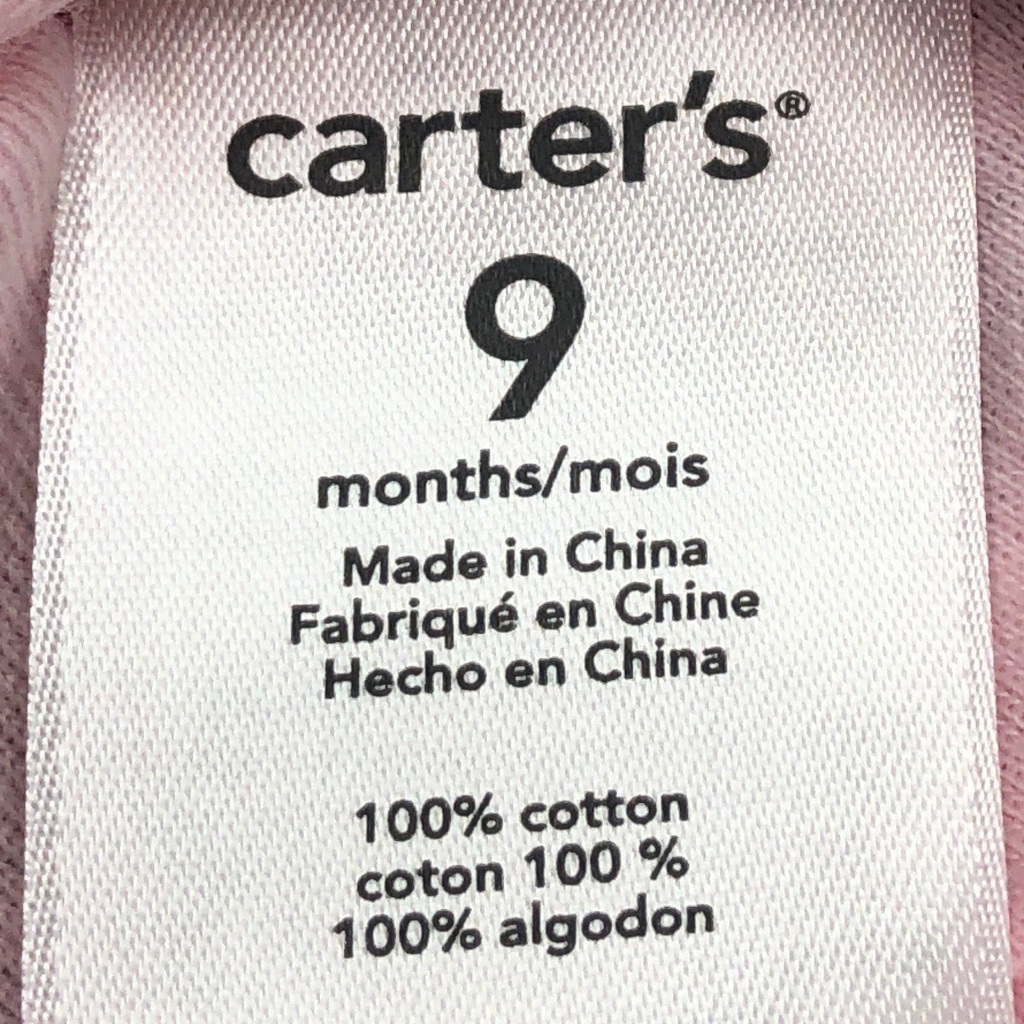 carter's®
9
months/mois
Made in China
Fabriqué en Chine
Hecho en China
100% cotton
coton 100 %
100% algodon